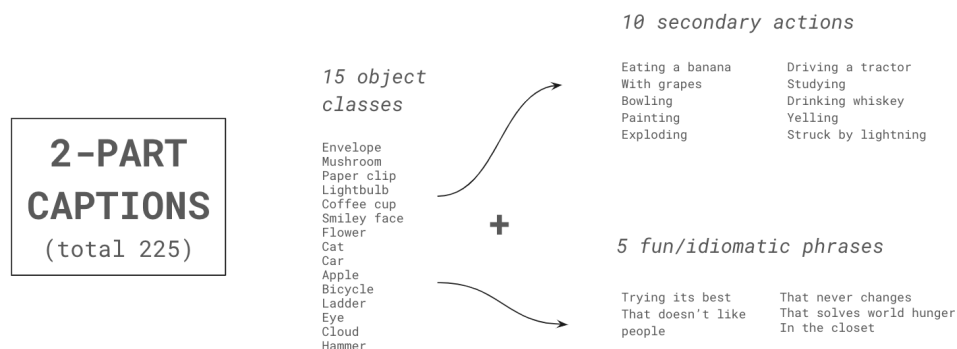 2-PART
CAPTIONS
(total 225)
15 object
classes
Envelope
Mushroom
Paper clip
Lightbulb
Coffee cup
Smiley face
Flower
Cat
Car
Apple
Bicycle
Ladder
Eye
Cloud
Hammer
+
10 secondary actions
Eating a banana
With grapes
Bowling
Painting
Exploding
Driving a tractor
Studying
Drinking whiskey
Yelling
Struck by lightning
5 fun/idiomatic phrases
Trying its best
That doesn't like
people
That never changes
That solves world hunger
In the closet